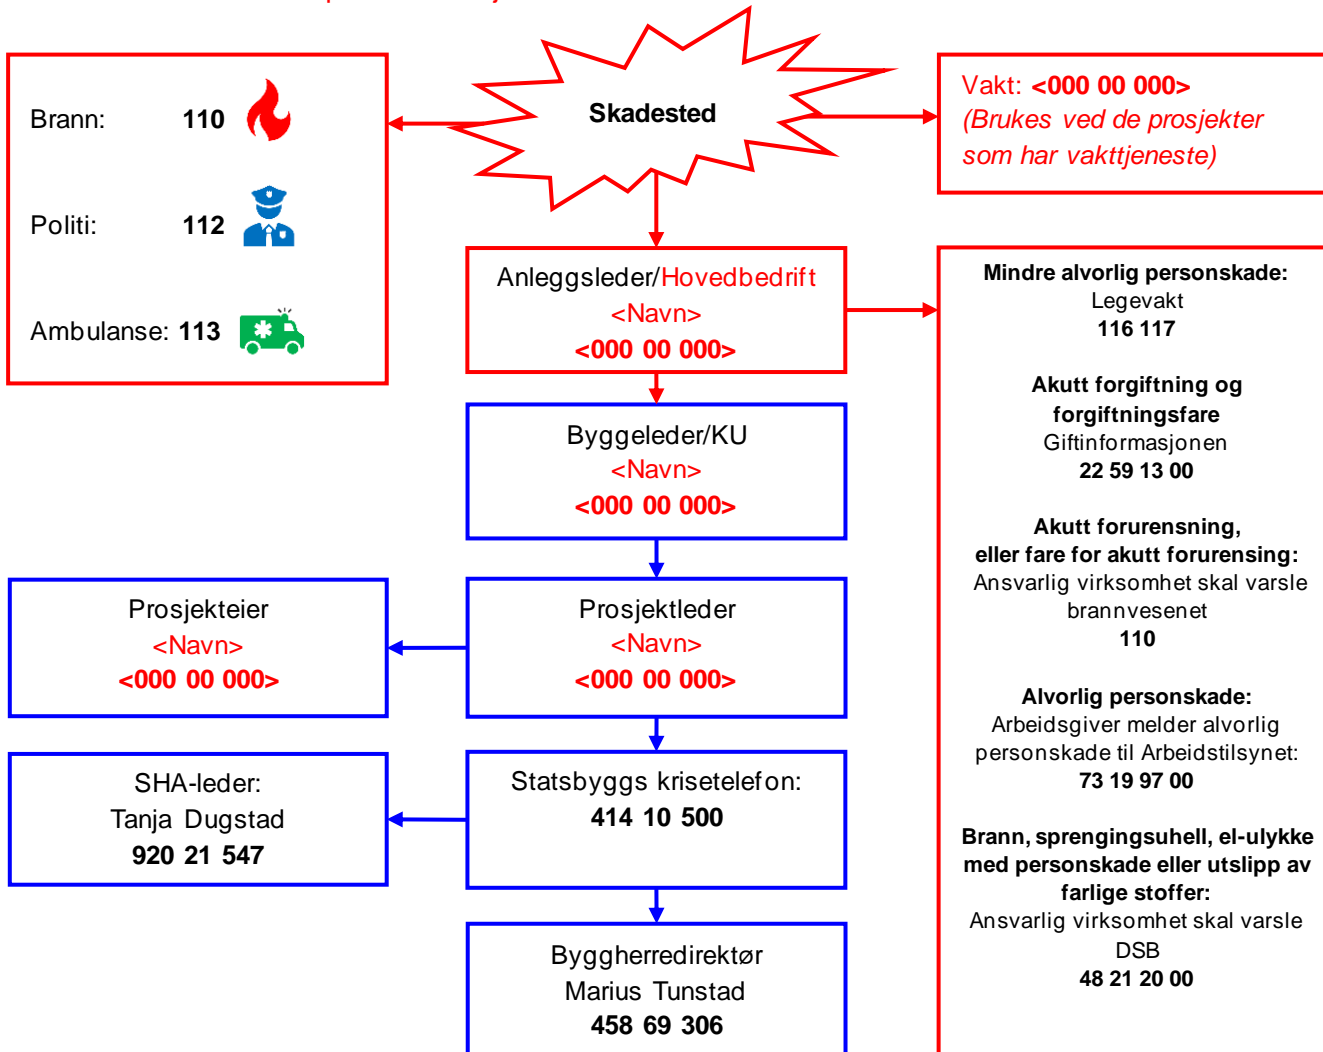 Skadested
Brann: 110
Politi: 112
Ambulanse: 113
Vakt: <000 00 000>
(Brukes ved de prosjekter
som har vakttjeneste)
Anleggsleder/Hovedbedrift
<Navn>
<000 00 000>
Byggeleder/KU
<Navn>
<000 00 000>
Prosjekteier
<Navn>
<000 00 000>
Prosjektleder
<Navn>
<000 00 000>
SHA-leder:
Tanja Dugstad
920 21 547
Statsbyggs krisetelefon:
414 10 500
Byggherredirektør
Marius Tunstad
458 69 306
Mindre alvorlig personskade:
Legevakt
116 117
Akutt forgiftning og
forgiftningsfare
Giftinformasjonen
22 59 13 00
Akutt forurensning,
eller fare for akutt forurensing:
Ansvarlig virksomhet skal varsle
brannvesenet
110
Alvorlig personskade:
Arbeidsgiver melder alvorlig
personskade til Arbeidstilsynet:
73 19 97 00
Brann, sprengingsuhell, el-ulykke
med personskade eller utslipp av
farlige stoffer:
Ansvarlig virksomhet skal varsle
DSB
48 21 20 00